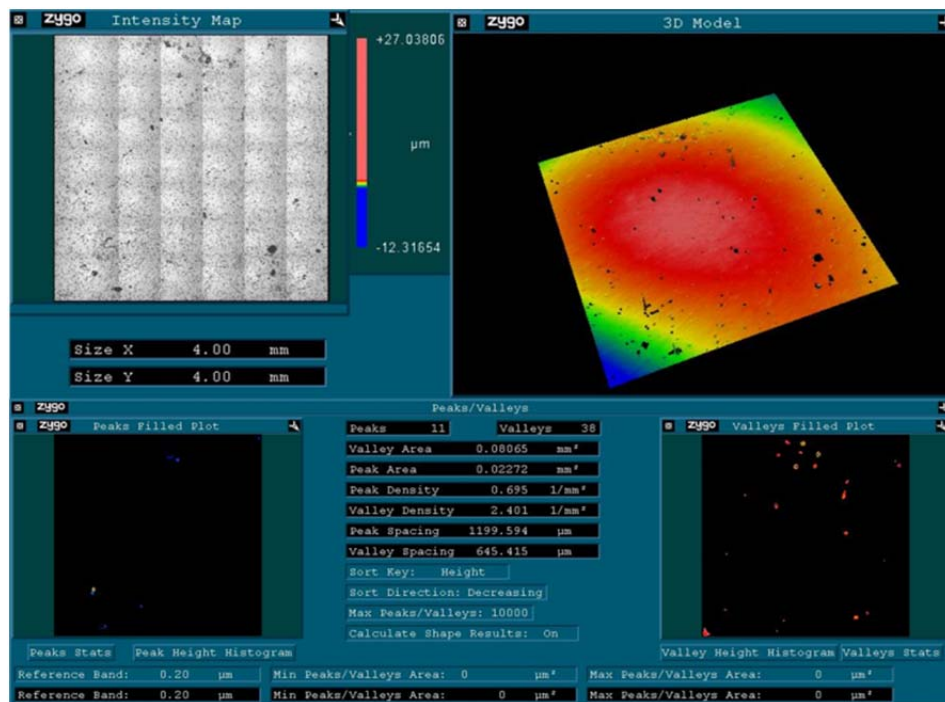 zygo Intensity Map
+27.03806
µm
-12.31654
Size X 4.00 mm
Size Y 4.00 mm
zygo 3D Model
zygo Peaks/Valleys
zygo Peaks Filled Plot
Peaks 11 Valleys 38
Valley Area 0.08065 mm²
Peak Area 0.02272 mm²
Peak Density 0.695 1/mm²
Valley Density 2.401 1/mm²
Peak Spacing 1199.594 µm
Valley Spacing 645.415 µm
Sort Key: Height
Sort Direction: Decreasing
Max Peaks/Valleys: 10000
Calculate Shape Results: On
zygo Valleys Filled Plot
Peaks Stats Peak Height Histogram
Valley Height Histogram Valleys Stats
Reference Band: 0.20 µm Min Peaks/Valleys Area: 0 µm² Max Peaks/Valleys Area: 0 µm²
Reference Band: 0.20 µm Min Peaks/Valleys Area: 0 µm² Max Peaks/Valleys Area: 0 µm²